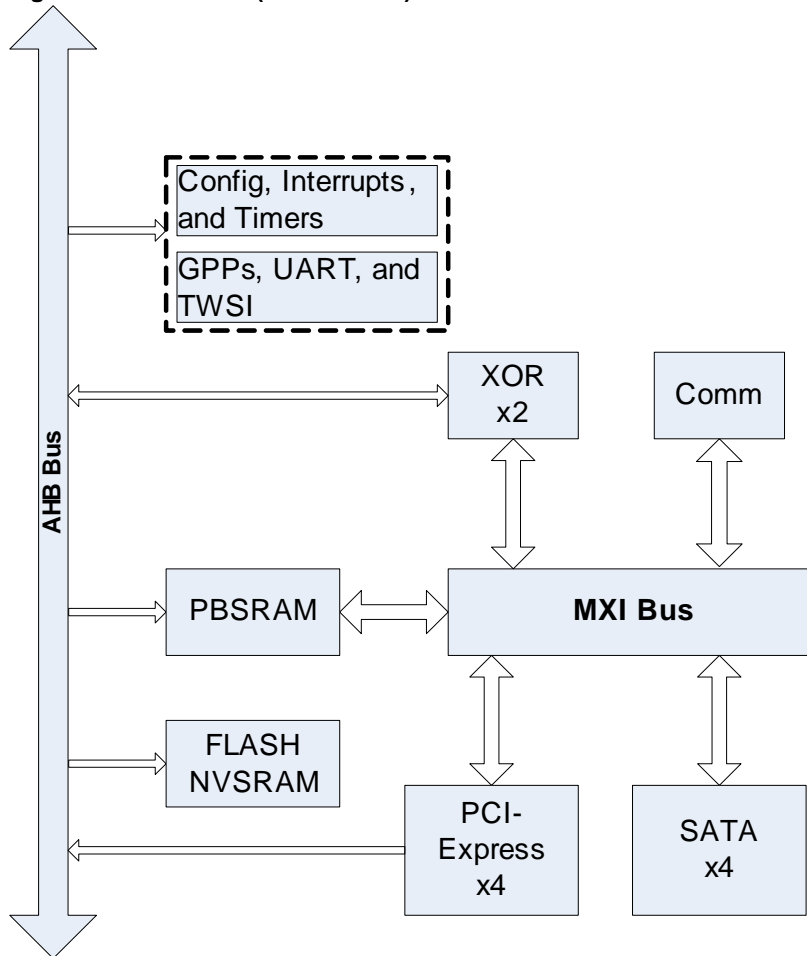 Config, Interrupts,
and Timers
GPPs, UART, and
TWSI
XOR
x2
Comm
AHB Bus
PBSRAM
MXI Bus
FLASH
NVSRAM
PCI-
Express
x4
SATA
x4